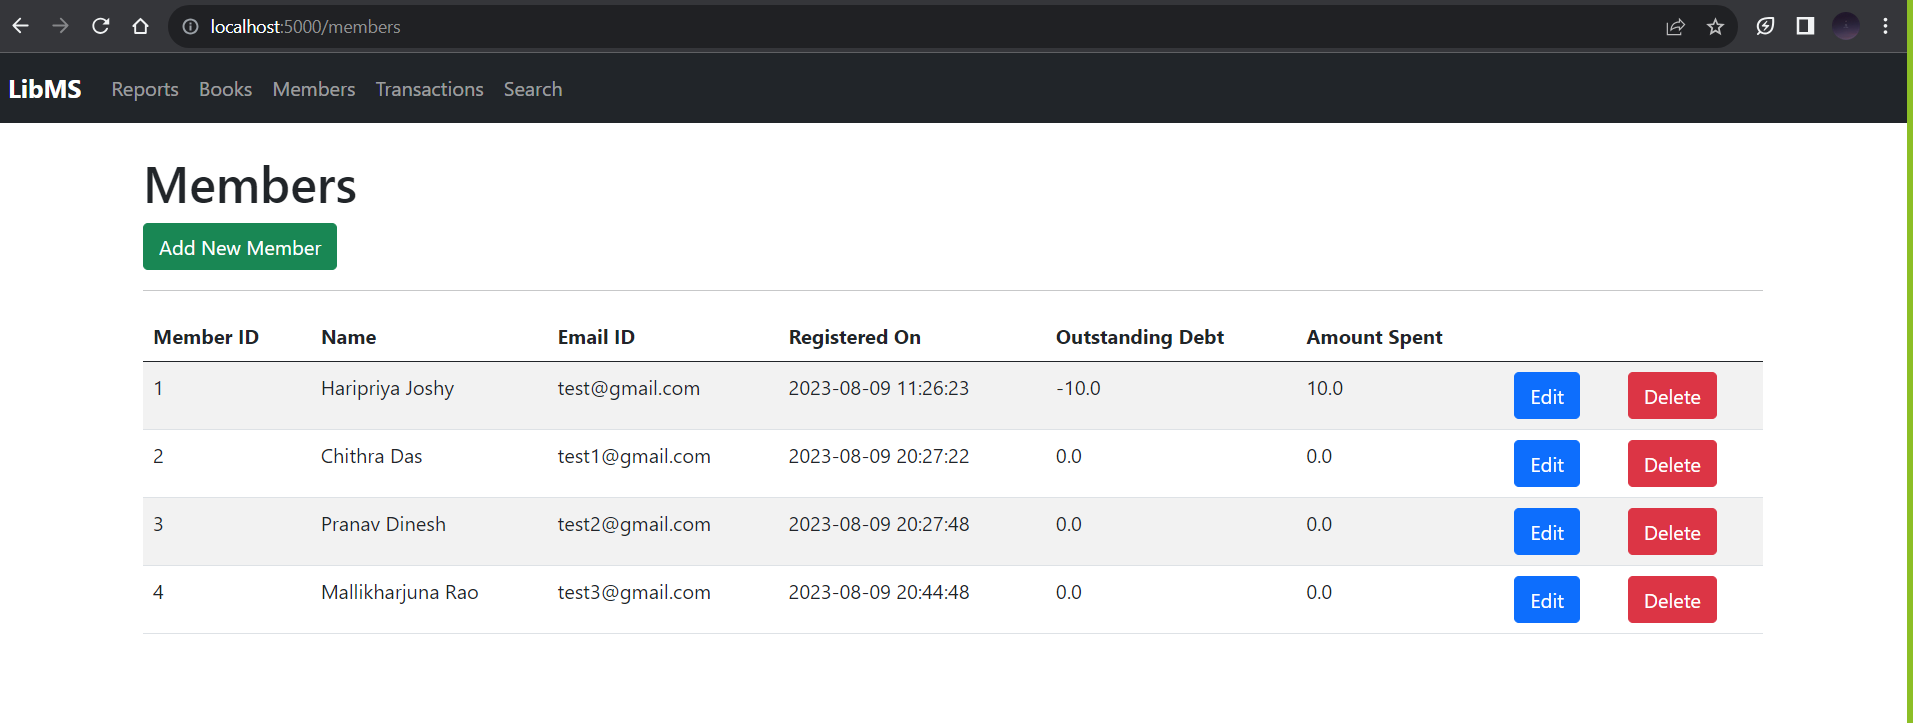 localhost:5000/members
LibMS Reports Books Members Transactions Search
Members
Add New Member
Member ID Name Email ID Registered On Outstanding Debt Amount Spent
1 Haripriya Joshy test@gmail.com 2023-08-09 11:26:23 -10.0 10.0 Edit Delete
2 Chithra Das test1@gmail.com 2023-08-09 20:27:22 0.0 0.0 Edit Delete
3 Pranav Dinesh test2@gmail.com 2023-08-09 20:27:48 0.0 0.0 Edit Delete
4 Mallikharjuna Rao test3@gmail.com 2023-08-09 20:44:48 0.0 0.0 Edit Delete